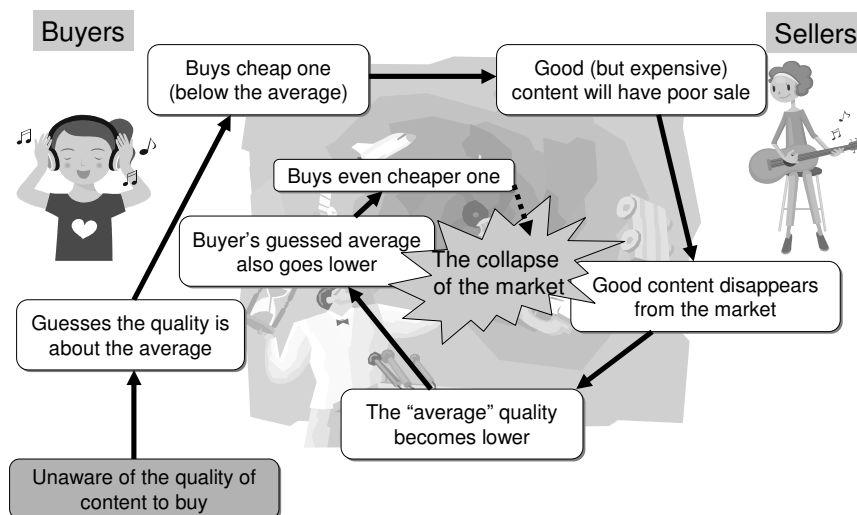 Buyers
Sellers
Buys cheap one
(below the average)
Good (but expensive)
content will have poor sale
Buys even cheaper one
Buyer’s guessed average
also goes lower
The collapse
of the market
Good content disappears
from the market
Guesses the quality is
about the average
The “average” quality
becomes lower
Unaware of the quality of
content to buy